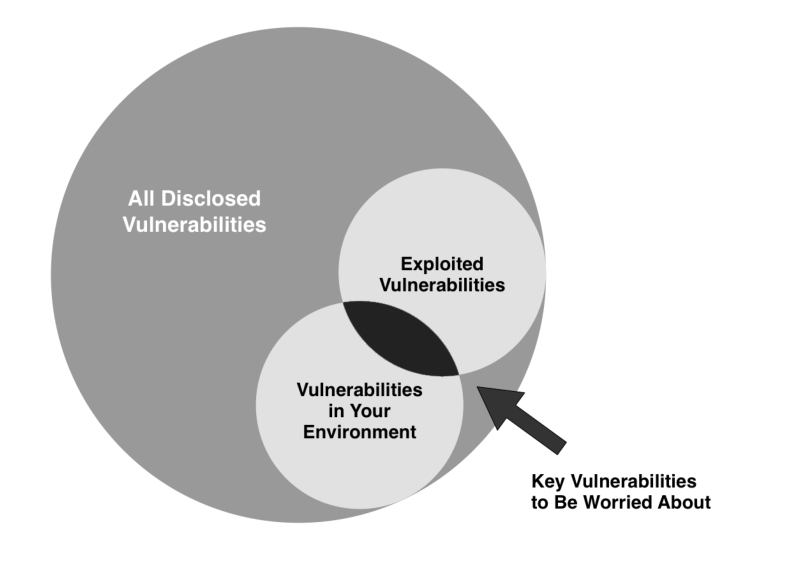 All Disclosed
Vulnerabilities
Exploited
Vulnerabilities
Vulnerabilities
in Your
Environment
Key Vulnerabilities
to Be Worried About